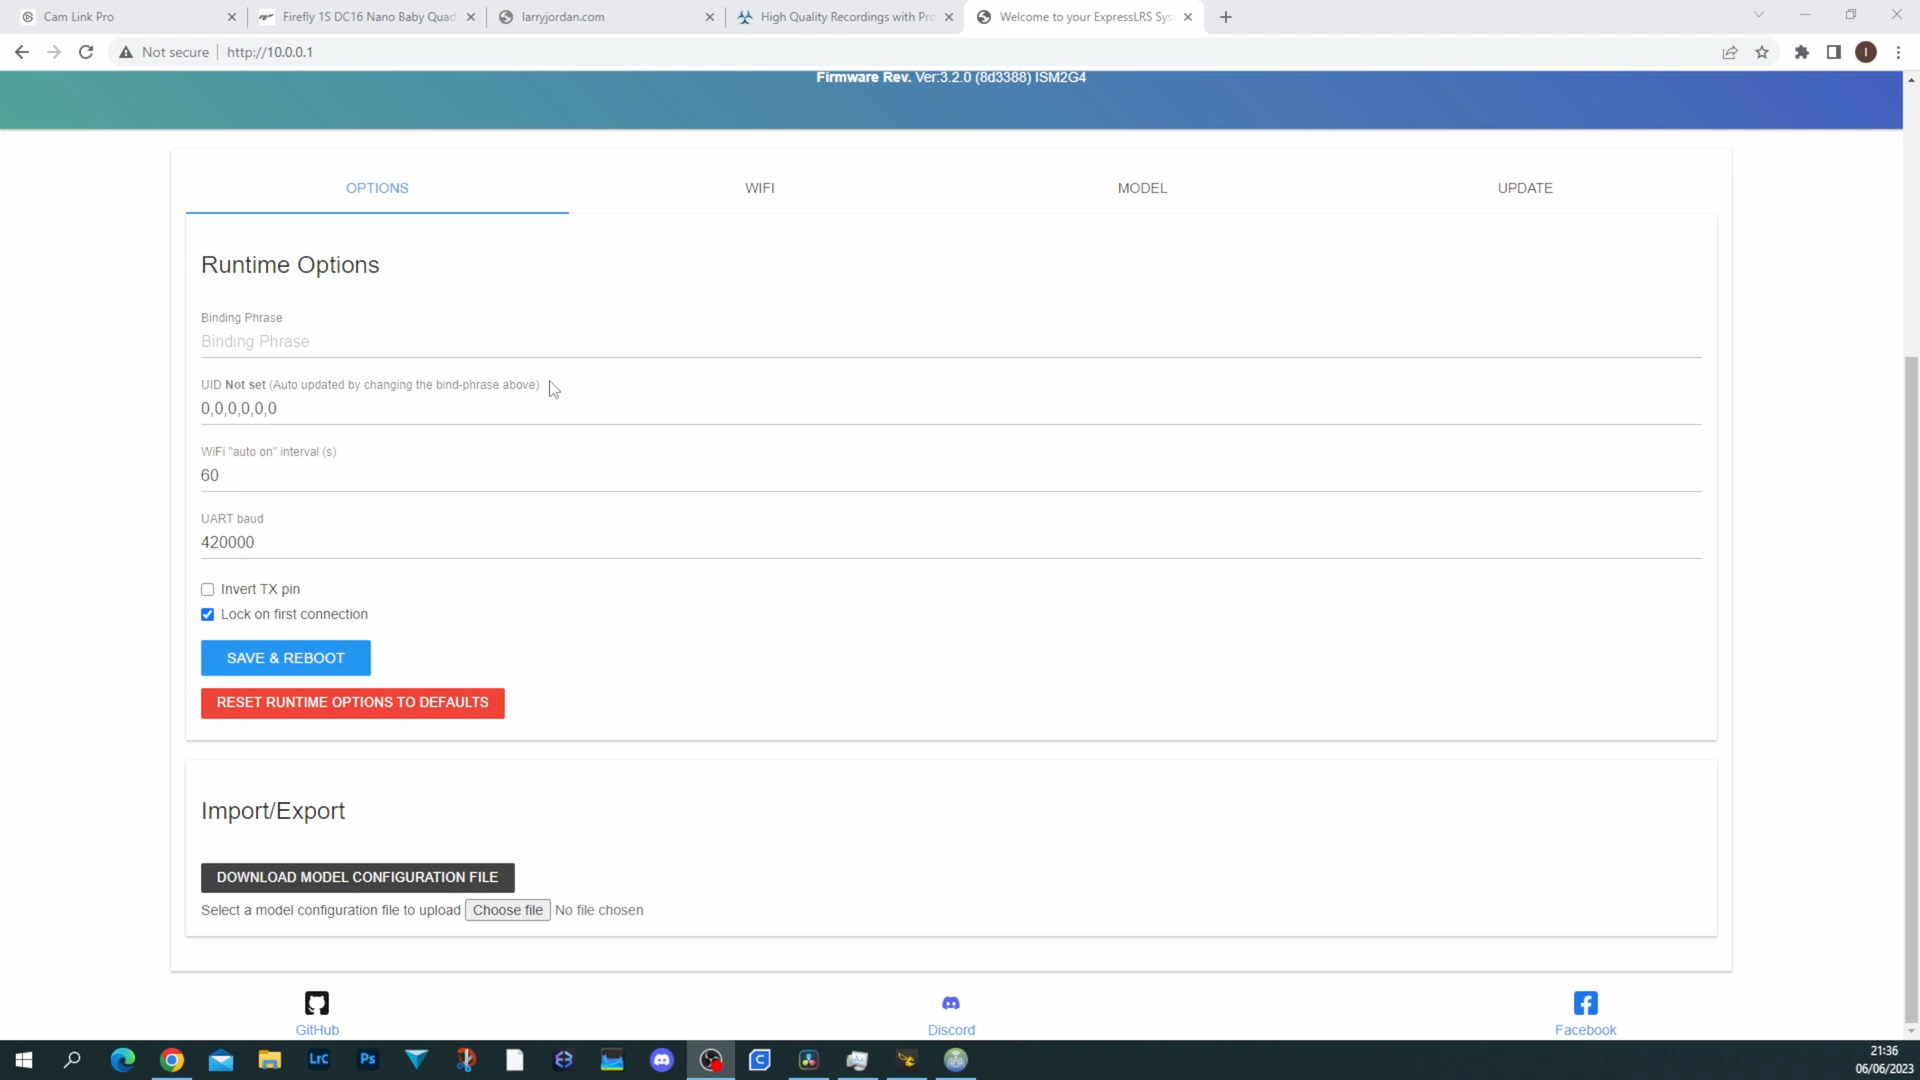 Cam Link Pro
Firefly 1S DC16 Nano Baby Quad
larryjordan.com
High Quality Recordings with Pro
Welcome to your ExpressLRS Sys
Not secure
http://10.0.0.1
I
Firmware Rev. Ver:3.2.0 (8d3388) ISM2G4
OPTIONS
WIFI
MODEL
UPDATE
Runtime Options
Binding Phrase
Binding Phrase
UID Not set (Auto updated by changing the bind-phrase above)
0,0,0,0,0,0
WiFi "auto on" interval (s)
60
UART baud
420000
Invert TX pin
Lock on first connection
SAVE & REBOOT
RESET RUNTIME OPTIONS TO DEFAULTS
Import/Export
DOWNLOAD MODEL CONFIGURATION FILE
Select a model configuration file to upload Choose file No file chosen
GitHub
Discord
Facebook
LrC
Ps
21:36
06/06/2023